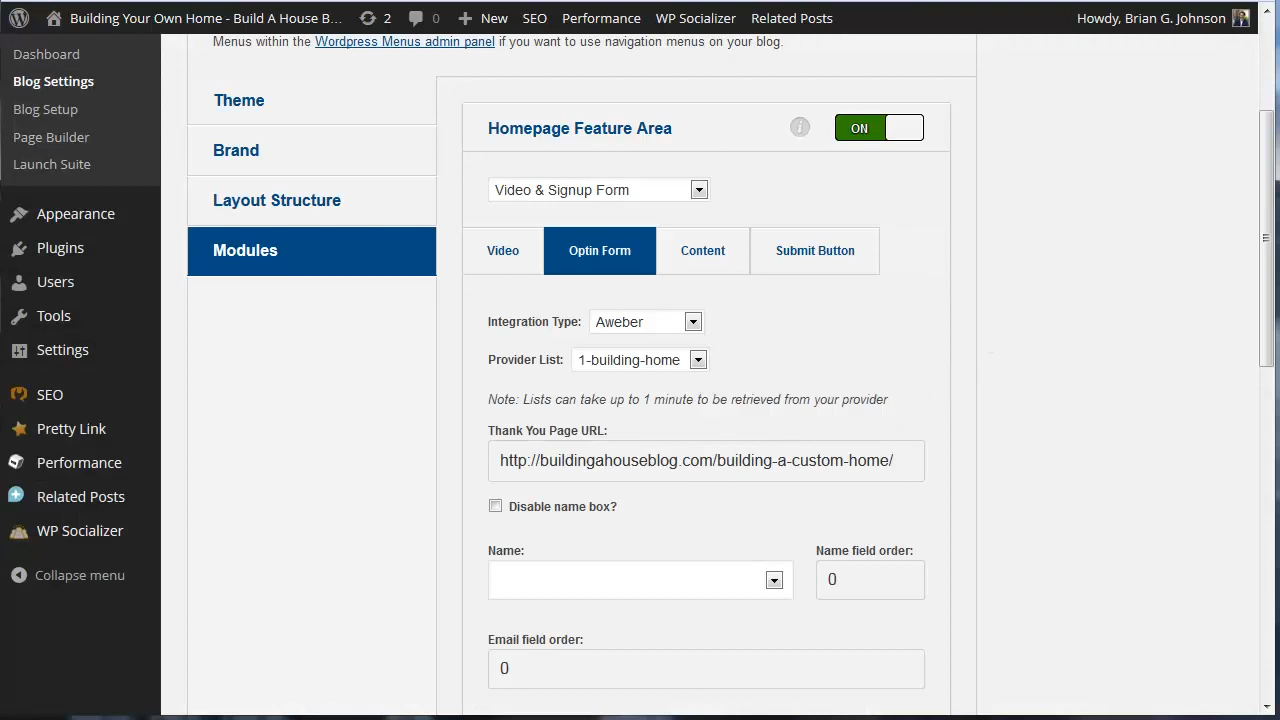 Building Your Own Home - Build A House B... 2 0 New SEO Performance WP Socializer Related Posts Howdy, Brian G. Johnson
Menus within the Wordpress Menus admin panel if you want to use navigation menus on your blog.
Dashboard
Blog Settings
Blog Setup
Page Builder
Launch Suite
Appearance
Plugins
Users
Tools
Settings
SEO
Pretty Link
Performance
Related Posts
WP Socializer
Collapse menu
Theme
Brand
Layout Structure
Modules
Homepage Feature Area i ON
Video & Signup Form
Video Optin Form Content Submit Button
Integration Type: Aweber
Provider List: 1-building-home
Note: Lists can take up to 1 minute to be retrieved from your provider
Thank You Page URL:
http://buildingahouseblog.com/building-a-custom-home/
Disable name box?
Name: Name field order:
0
Email field order:
0